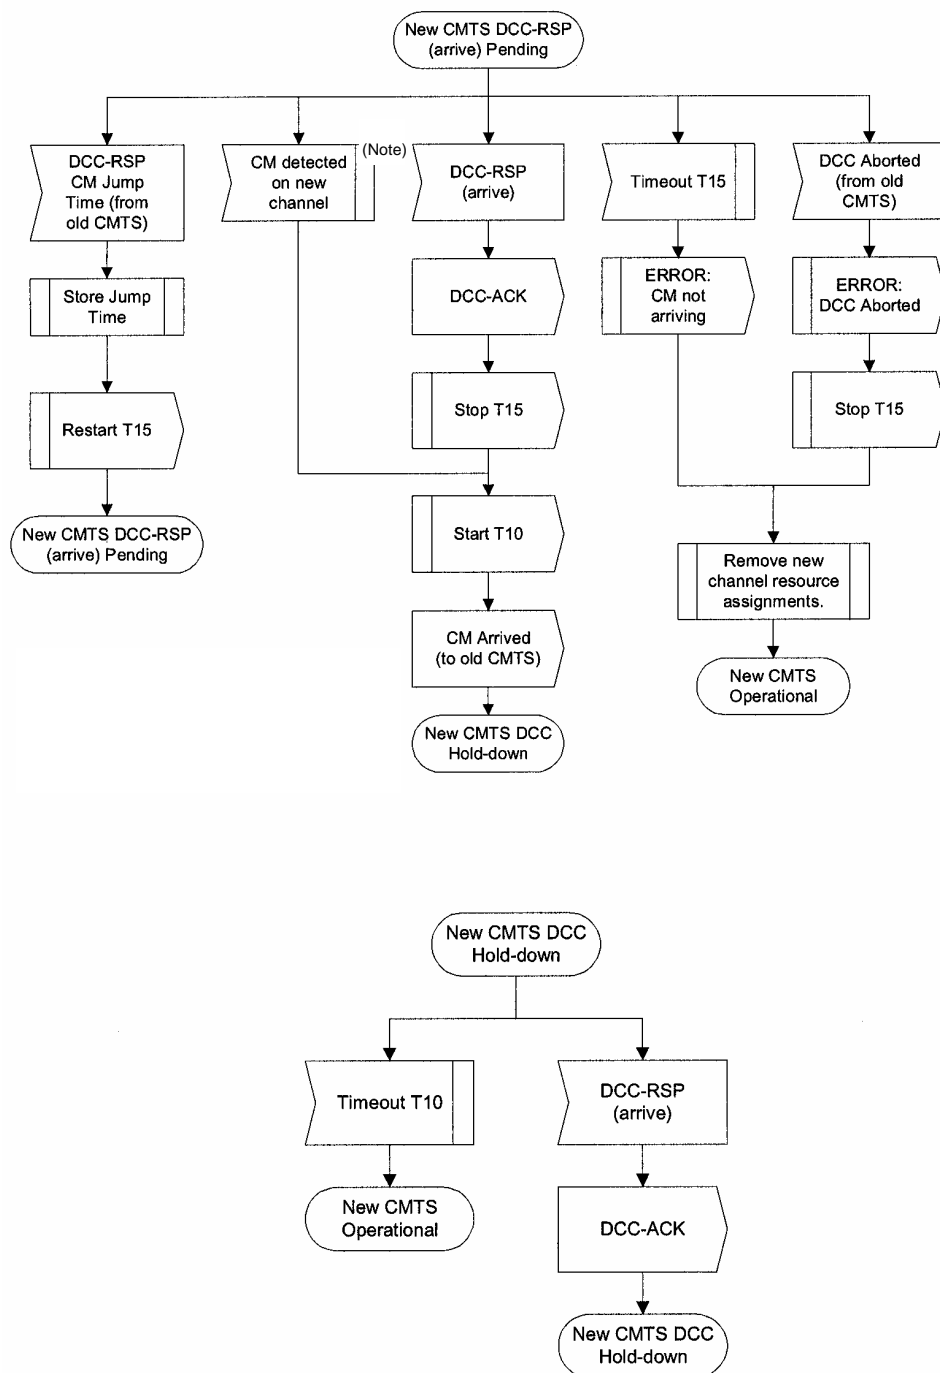 New CMTS DCC-RSP
(arrive) Pending
DCC-RSP
CM Jump
Time (from
old CMTS)
Store Jump
Time
Restart T15
New CMTS DCC-RSP
(arrive) Pending
CM detected
on new
channel
(Note)
DCC-RSP
(arrive)
DCC-ACK
Stop T15
Start T10
CM Arrived
(to old CMTS)
New CMTS DCC
Hold-down
Timeout T15
ERROR:
CM not
arriving
DCC Aborted
(from old
CMTS)
ERROR:
DCC Aborted
Stop T15
Remove new
channel resource
assignments.
New CMTS
Operational
New CMTS DCC
Hold-down
Timeout T10
New CMTS
Operational
DCC-RSP
(arrive)
DCC-ACK
New CMTS DCC
Hold-down